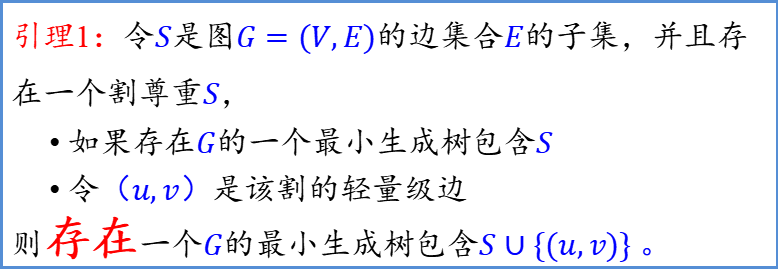 引理1：令S是图G = (V, E)的边集合E的子集，并且存
在一个割尊重S，
• 如果存在G的一个最小生成树包含S
• 令（u, v）是该割的轻量级边
则存在一个G的最小生成树包含S ∪ {(u, v)} 。